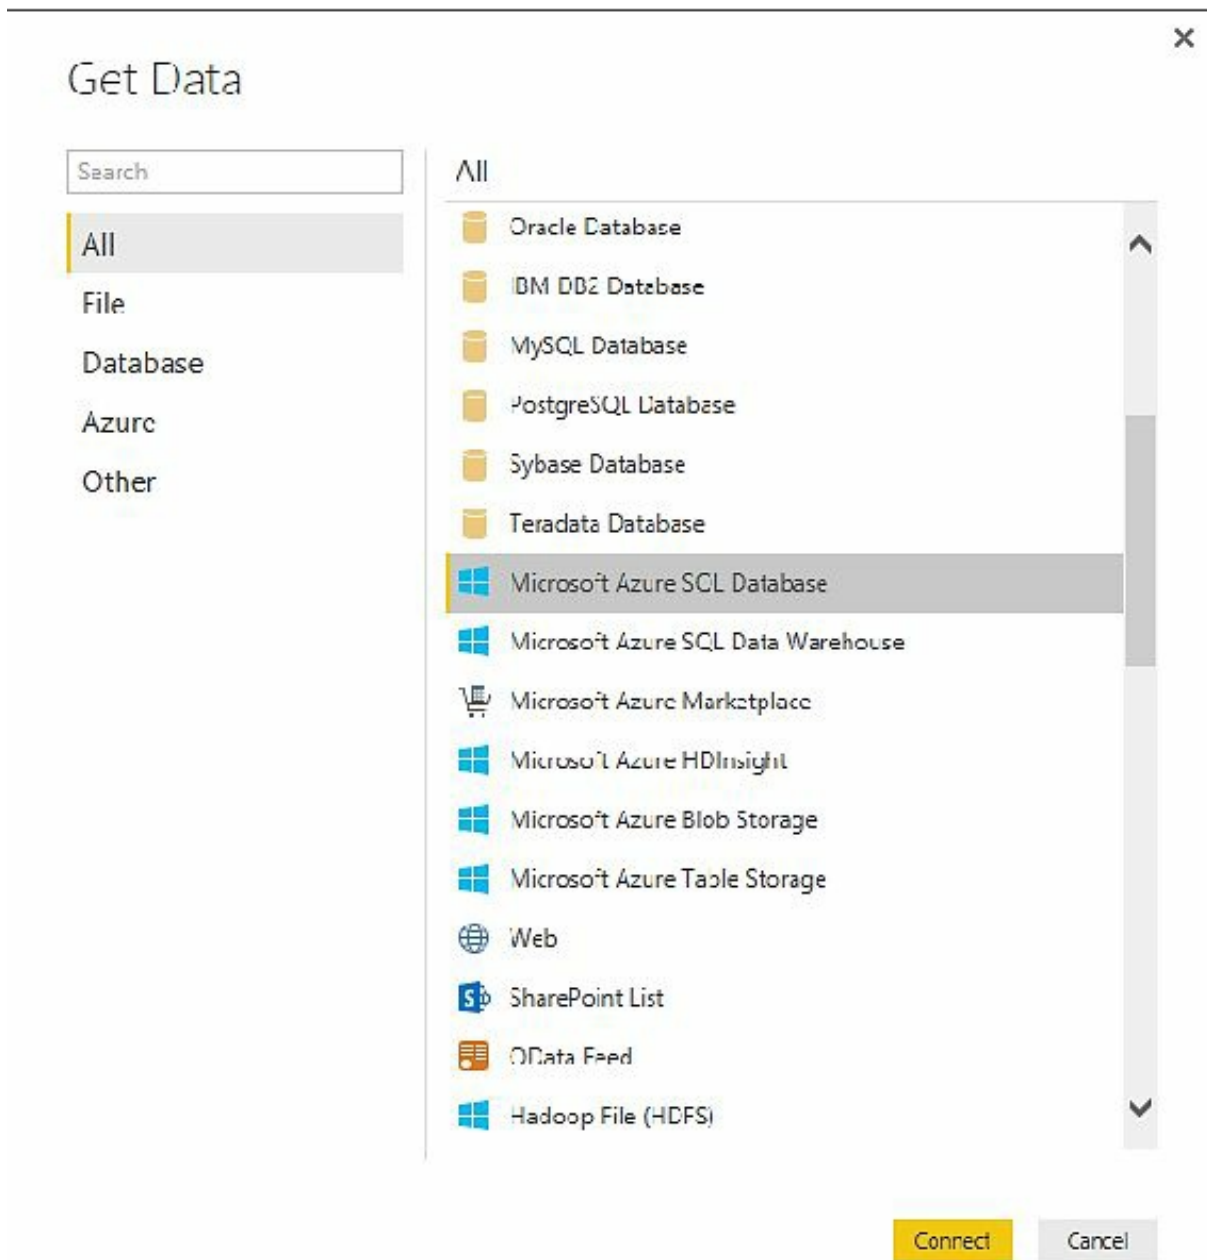 Get Data
Search
All
File
Database
Azure
Other
All
Oracle Database
IBM DB2 Database
MySQL Database
PostgreSQL Database
Sybase Database
Teradata Database
Microsoft Azure SQL Database
Microsoft Azure SQL Data Warehouse
Microsoft Azure Marketplace
Microsoft Azure HDInsight
Microsoft Azure Blob Storage
Microsoft Azure Table Storage
Web
SharePoint List
OData Feed
Hadoop File (HDFS)
Connect
Cancel